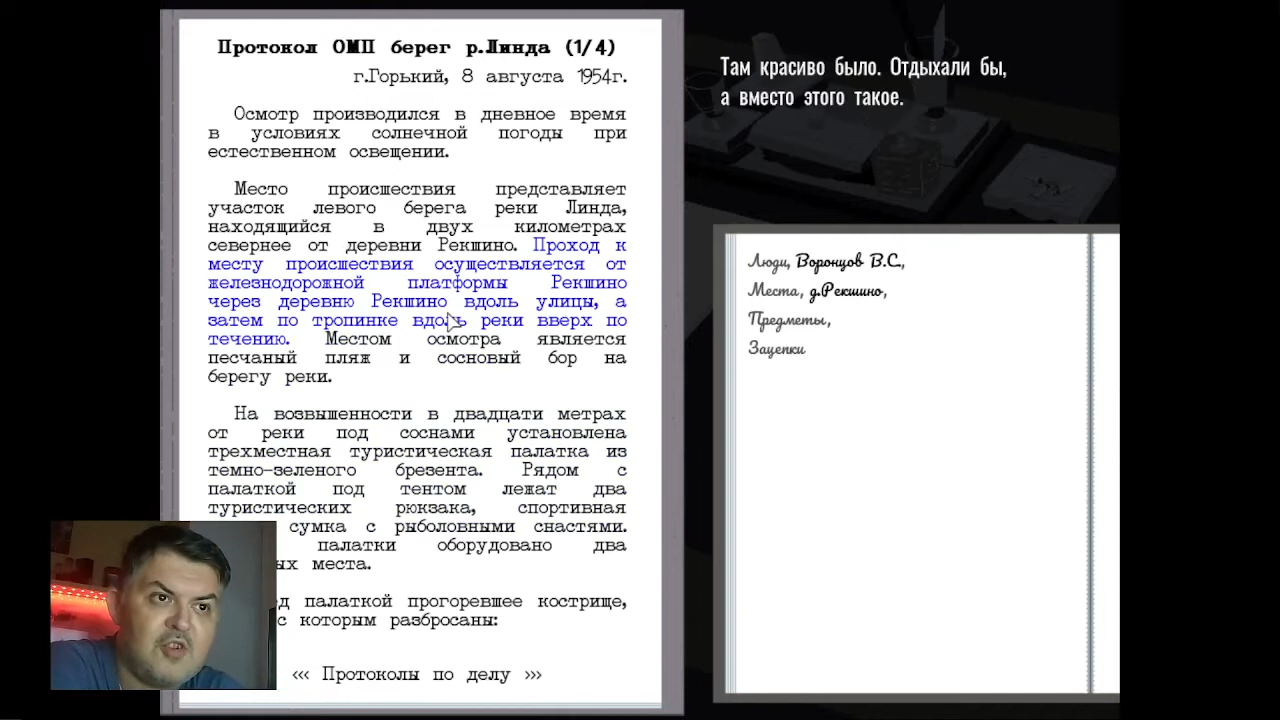 Протокол ОМП берег р.Линда (1/4)
г.Горький, 8 августа 1954г.
Осмотр производился в дневное время
в условиях солнечной погоды при
естественном освещении.
Место происшествия представляет
участок левого берега реки Линда,
находящийся в двух километрах
севернее от деревни Рекшино. Проход к
месту происшествия осуществляется от
железнодорожной платформы Рекшино
через деревню Рекшино вдоль улицы, а
затем по тропинке вдоль реки вверх по
течению. Местом осмотра является
песчаный пляж и сосновый бор на
берегу реки.
На возвышенности в двадцати метрах
от реки под соснами установлена
трехместная туристическая палатка из
темно-зеленого брезента. Рядом с
палаткой под тентом лежат два
туристических рюкзака, спортивная
сумка с рыболовными снастями.
палатки оборудовано два
места.
палаткой прогоревшее кострище,
с которым разбросаны:
‹‹‹ Протоколы по делу ›››
Там красиво было. Отдыхали бы,
а вместо этого такое.
Люди, Воронцов В.С.,
Места, д.Рекшино,
Предметы,
Зацепки